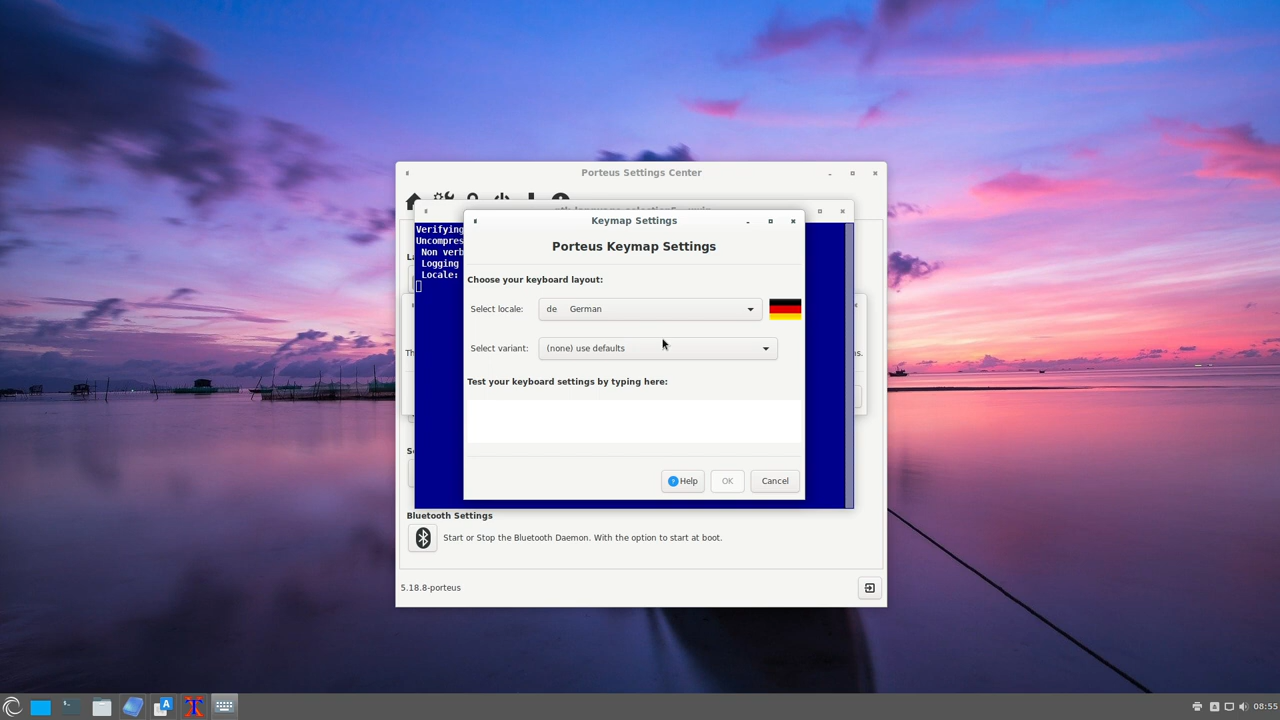 Porteus Settings Center
Keymap Settings
Porteus Keymap Settings
Choose your keyboard layout:
Select locale:
de German
Select variant:
(none) use defaults
Test your keyboard settings by typing here:
Help
OK
Cancel
Verifying
Uncompres
Non verb
Logging
Locale:
La
Th
s.
Se
Bluetooth Settings
Start or Stop the Bluetooth Daemon. With the option to start at boot.
5.18.8-porteus
08:55